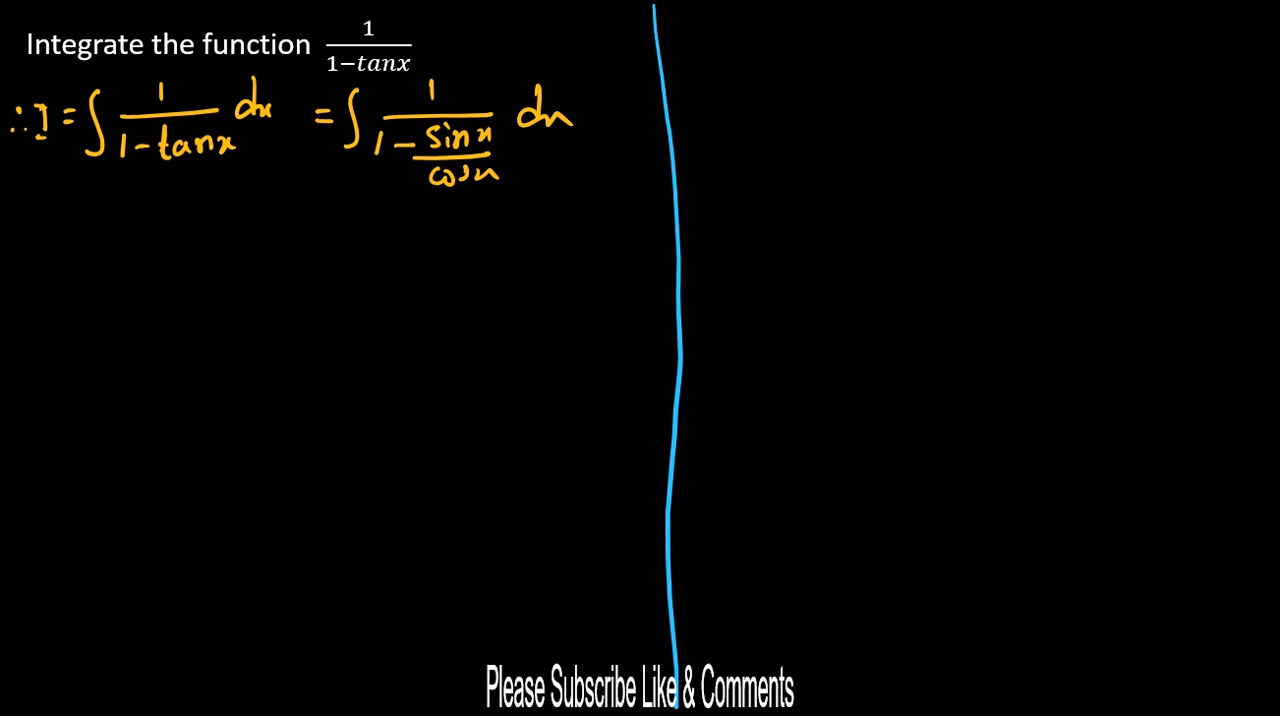 Integrate the function 1/(1−tanx)
∴I = ∫ 1/(1-tanx) dx = ∫ 1/(1 - sinx/cosx) dx
Please Subscribe Like & Comments